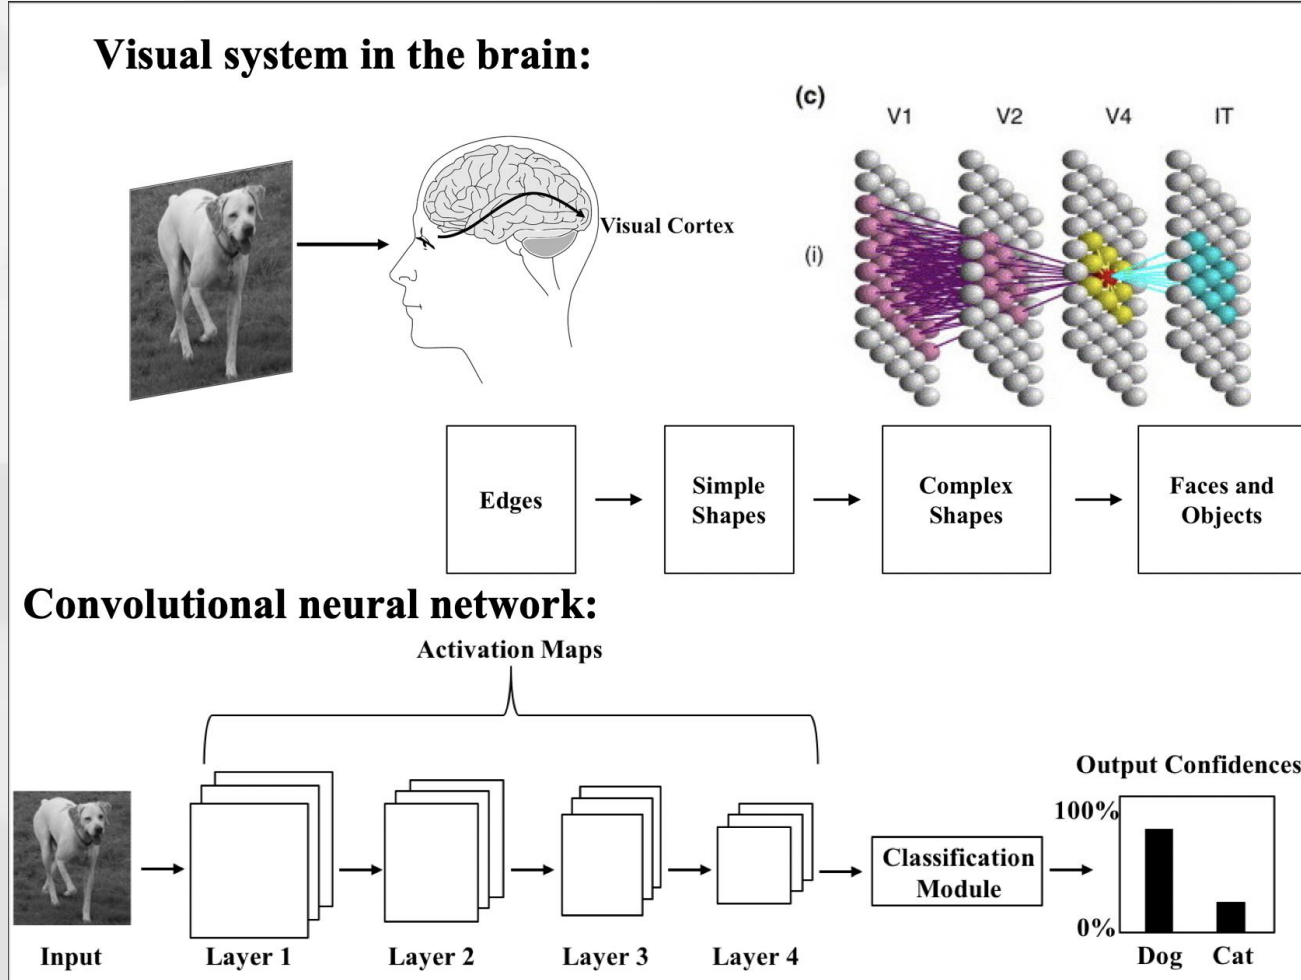 Visual system in the brain:
(c)
V1 V2 V4 IT
Visual Cortex
(i)
Edges
Simple
Shapes
Complex
Shapes
Faces and
Objects
Convolutional neural network:
Activation Maps
Output Confidences
100%
Classification
Module
0%
Dog Cat
Input Layer 1 Layer 2 Layer 3 Layer 4